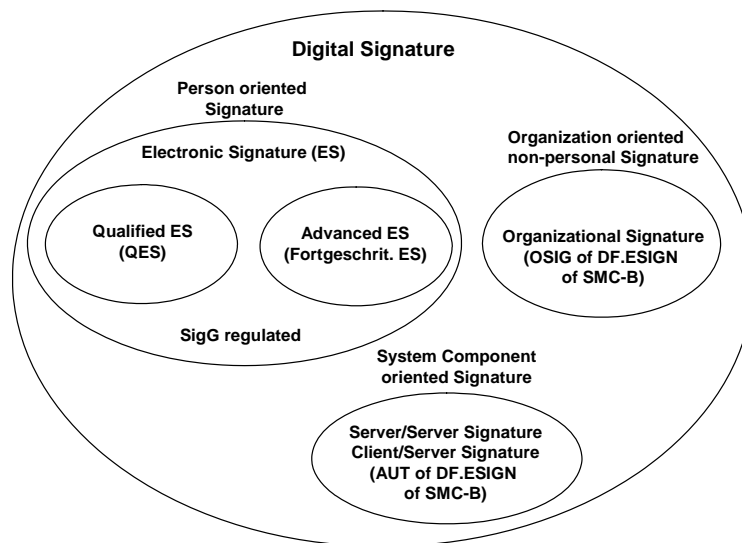 Digital Signature
Person oriented
Signature
Electronic Signature (ES)
Qualified ES
(QES)
Advanced ES
(Fortgeschrit. ES)
SigG regulated
Organization oriented
non-personal Signature
Organizational Signature
(OSIG of DF.ESIGN
of SMC-B)
System Component
oriented Signature
Server/Server Signature
Client/Server Signature
(AUT of DF.ESIGN
of SMC-B)